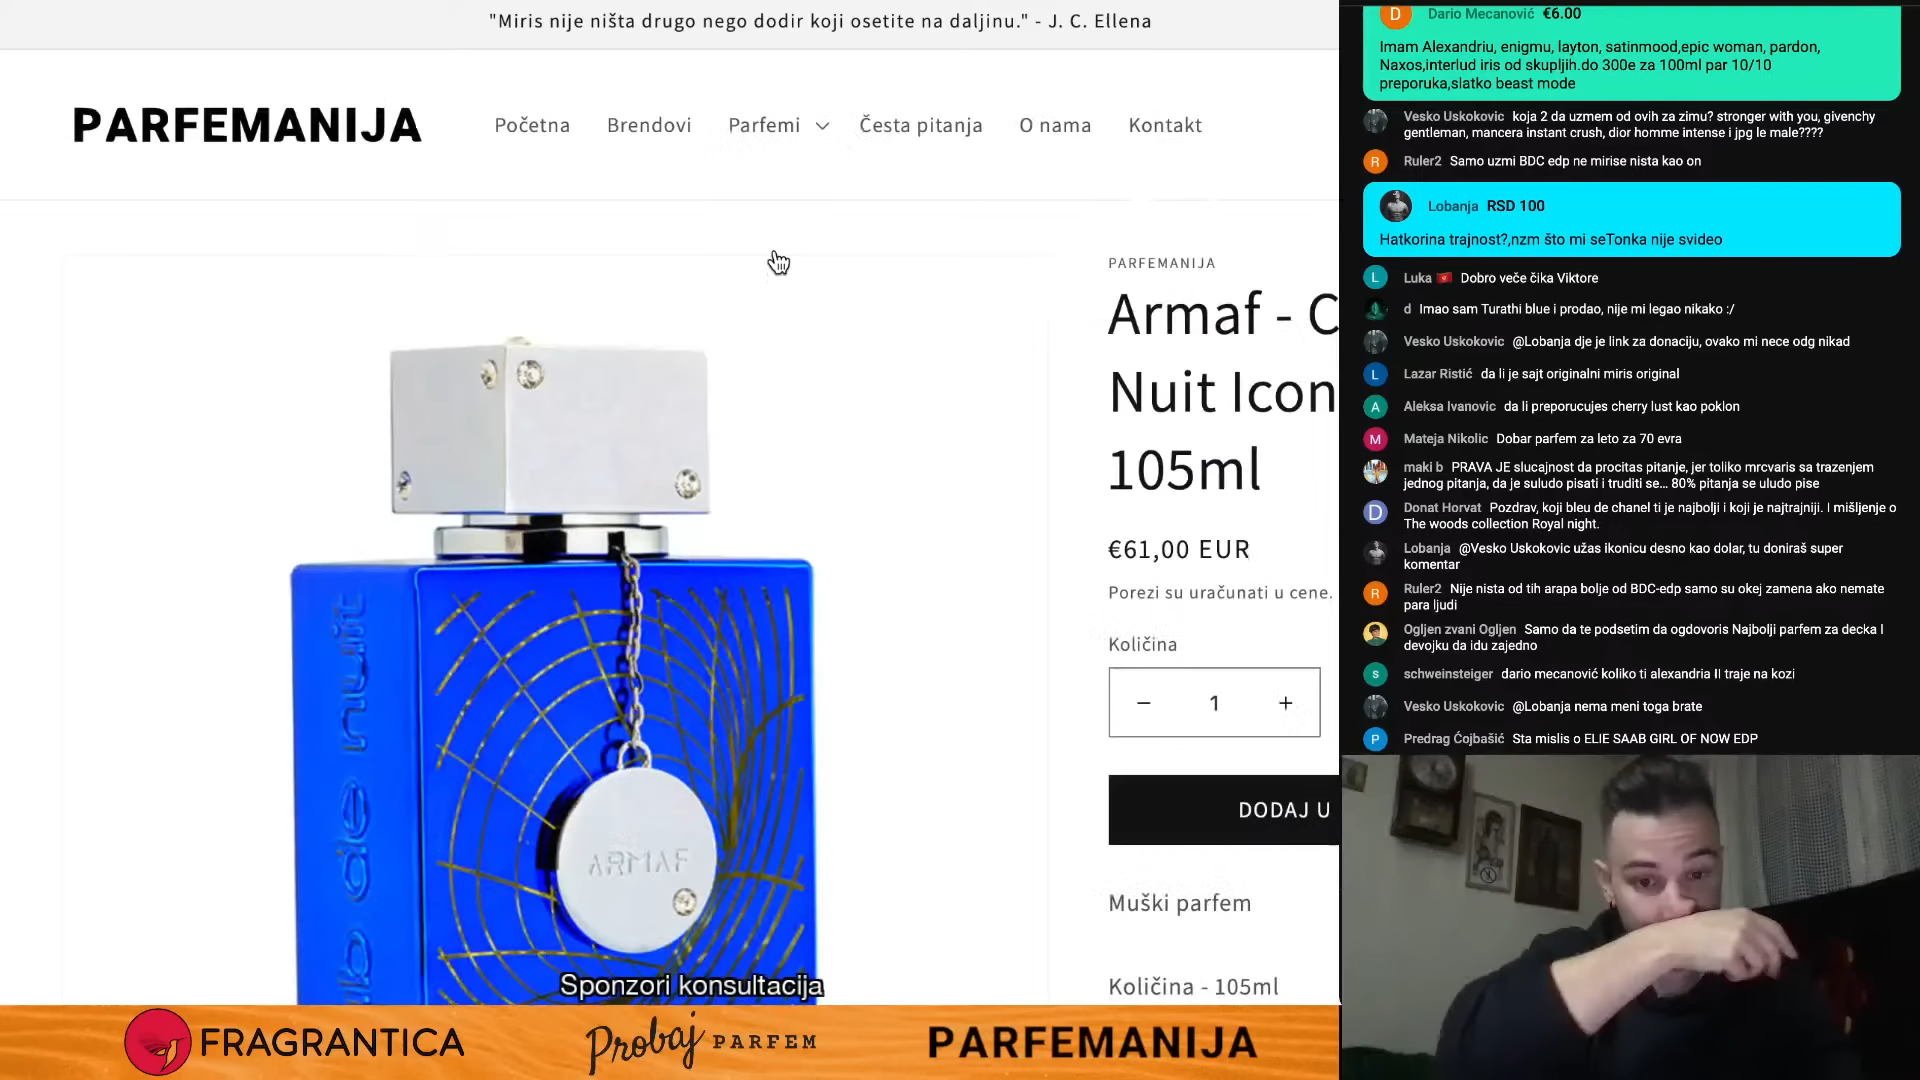 "Miris nije ništa drugo nego dodir koji osetite na daljinu." - J. C. Ellena
PARFEMANIJA
Početna
Brendovi
Parfemi
Česta pitanja
O nama
Kontakt
PARFEMANIJA
Armaf - C
Nuit Icon
105ml
€61,00 EUR
Porezi su uračunati u cene.
Količina
− 1 +
DODAJ U
Muški parfem
Količina - 105ml
ub de nuit
ARMAF
Sponzori konsultacija
FRAGRANTICA
Probaj PARFEM
PARFEMANIJA
D Dario Mecanović €6.00
Imam Alexandriu, enigmu, layton, satinmood,epic woman, pardon,
Naxos,interlud iris od skupljih.do 300e za 100ml par 10/10
preporuka,slatko beast mode
Vesko Uskokovic koja 2 da uzmem od ovih za zimu? stronger with you, givenchy
gentleman, mancera instant crush, dior homme intense i jpg le male????
R Ruler2 Samo uzmi BDC edp ne mirise nista kao on
Lobanja RSD 100
Hatkorina trajnost?,nzm što mi seTonka nije svideo
L Luka Dobro veče čika Viktore
d Imao sam Turathi blue i prodao, nije mi legao nikako :/
Vesko Uskokovic @Lobanja dje je link za donaciju, ovako mi nece odg nikad
L Lazar Ristić da li je sajt originalni miris original
A Aleksa Ivanovic da li preporucujes cherry lust kao poklon
M Mateja Nikolic Dobar parfem za leto za 70 evra
maki b PRAVA JE slucajnost da procitas pitanje, jer toliko mrcvaris sa trazenjem
jednog pitanja, da je suludo pisati i truditi se... 80% pitanja se uludo pise
D Donat Horvat Pozdrav, koji bleu de chanel ti je najbolji i koji je najtrajniji. I mišljenje o
The woods collection Royal night.
Lobanja @Vesko Uskokovic užas ikonicu desno kao dolar, tu doniraš super
komentar
R Ruler2 Nije nista od tih arapa bolje od BDC-edp samo su okej zamena ako nemate
para ljudi
Ogljen zvani Ogljen Samo da te podsetim da ogdovoris Najbolji parfem za decka I
devojku da idu zajedno
s schweinsteiger dario mecanović koliko ti alexandria II traje na kozi
Vesko Uskokovic @Lobanja nema meni toga brate
P Predrag Ćojbašić Sta mislis o ELIE SAAB GIRL OF NOW EDP